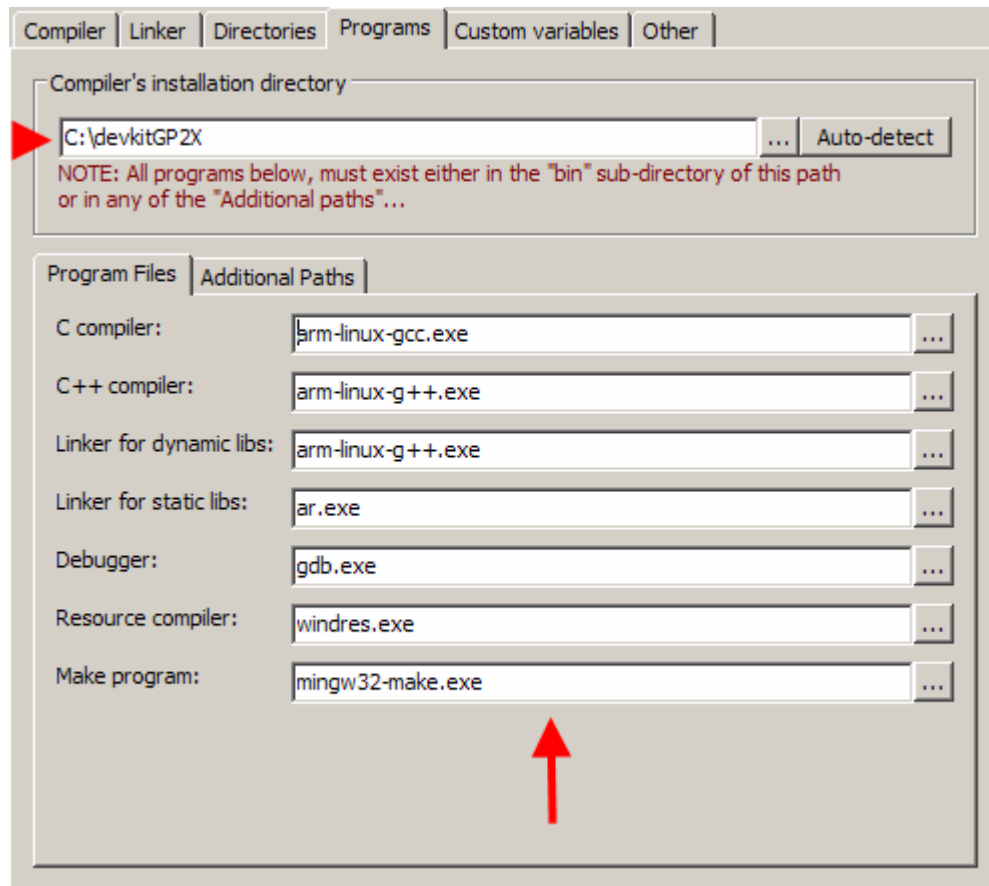 Compiler Linker Directories Programs Custom variables Other
Compiler's installation directory
C:\devkitGP2X ... Auto-detect
NOTE: All programs below, must exist either in the "bin" sub-directory of this path
or in any of the "Additional paths"...
Program Files Additional Paths
C compiler: arm-linux-gcc.exe ...
C++ compiler: arm-linux-g++.exe ...
Linker for dynamic libs: arm-linux-g++.exe ...
Linker for static libs: ar.exe ...
Debugger: gdb.exe ...
Resource compiler: windres.exe ...
Make program: mingw32-make.exe ...